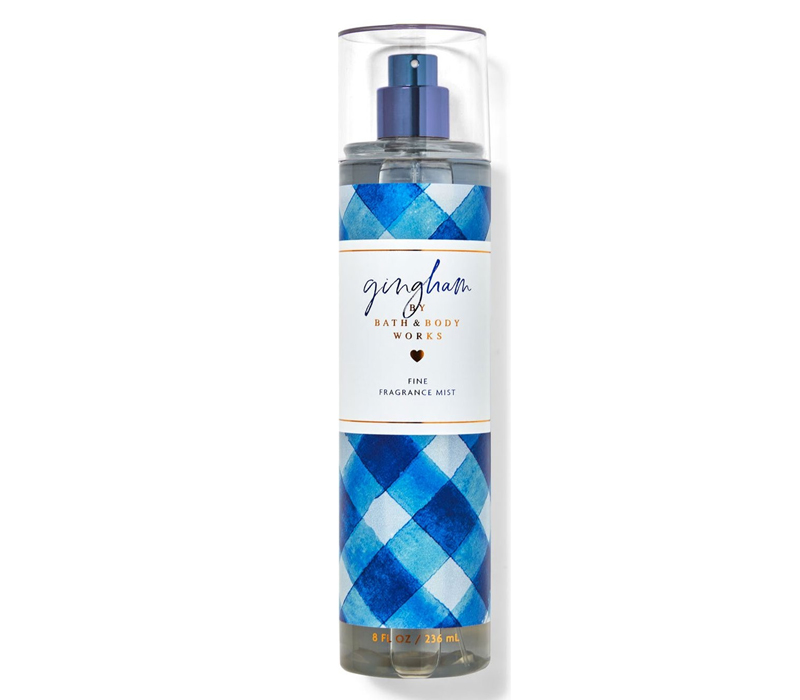 gingham
BY
BATH & BODY
WORKS
FINE
FRAGRANCE MIST
8 FL OZ / 236 mL